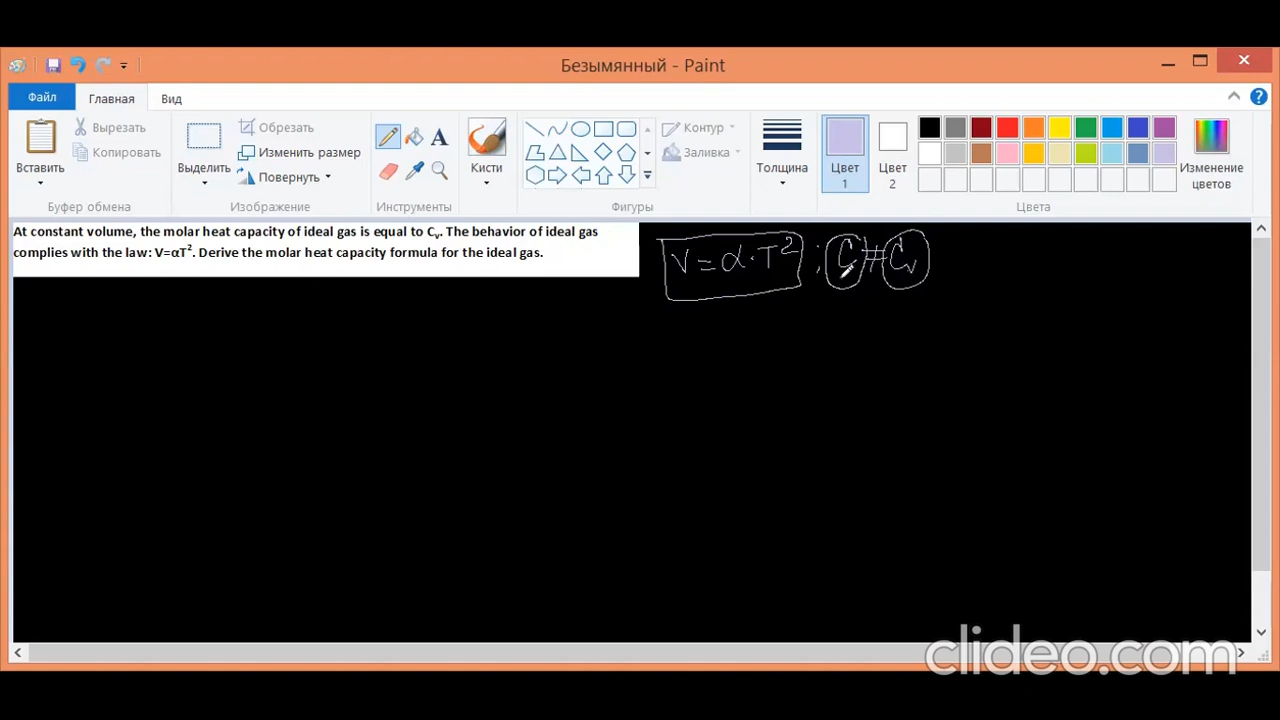 Безымянный - Paint
Файл
Главная
Вид
Вставить
Вырезать
Копировать
Буфер обмена
Выделить
Обрезать
Изменить размер
Повернуть
Изображение
A
Инструменты
Кисти
Контур
Заливка
Фигуры
Толщина
Цвет
1
Цвет
2
Изменение
цветов
Цвета
At constant volume, the molar heat capacity of ideal gas is equal to Cᵥ. The behavior of ideal gas
complies with the law: V=αT². Derive the molar heat capacity formula for the ideal gas.
V = α · T² ; C ≠ Cᵥ
clideo.com